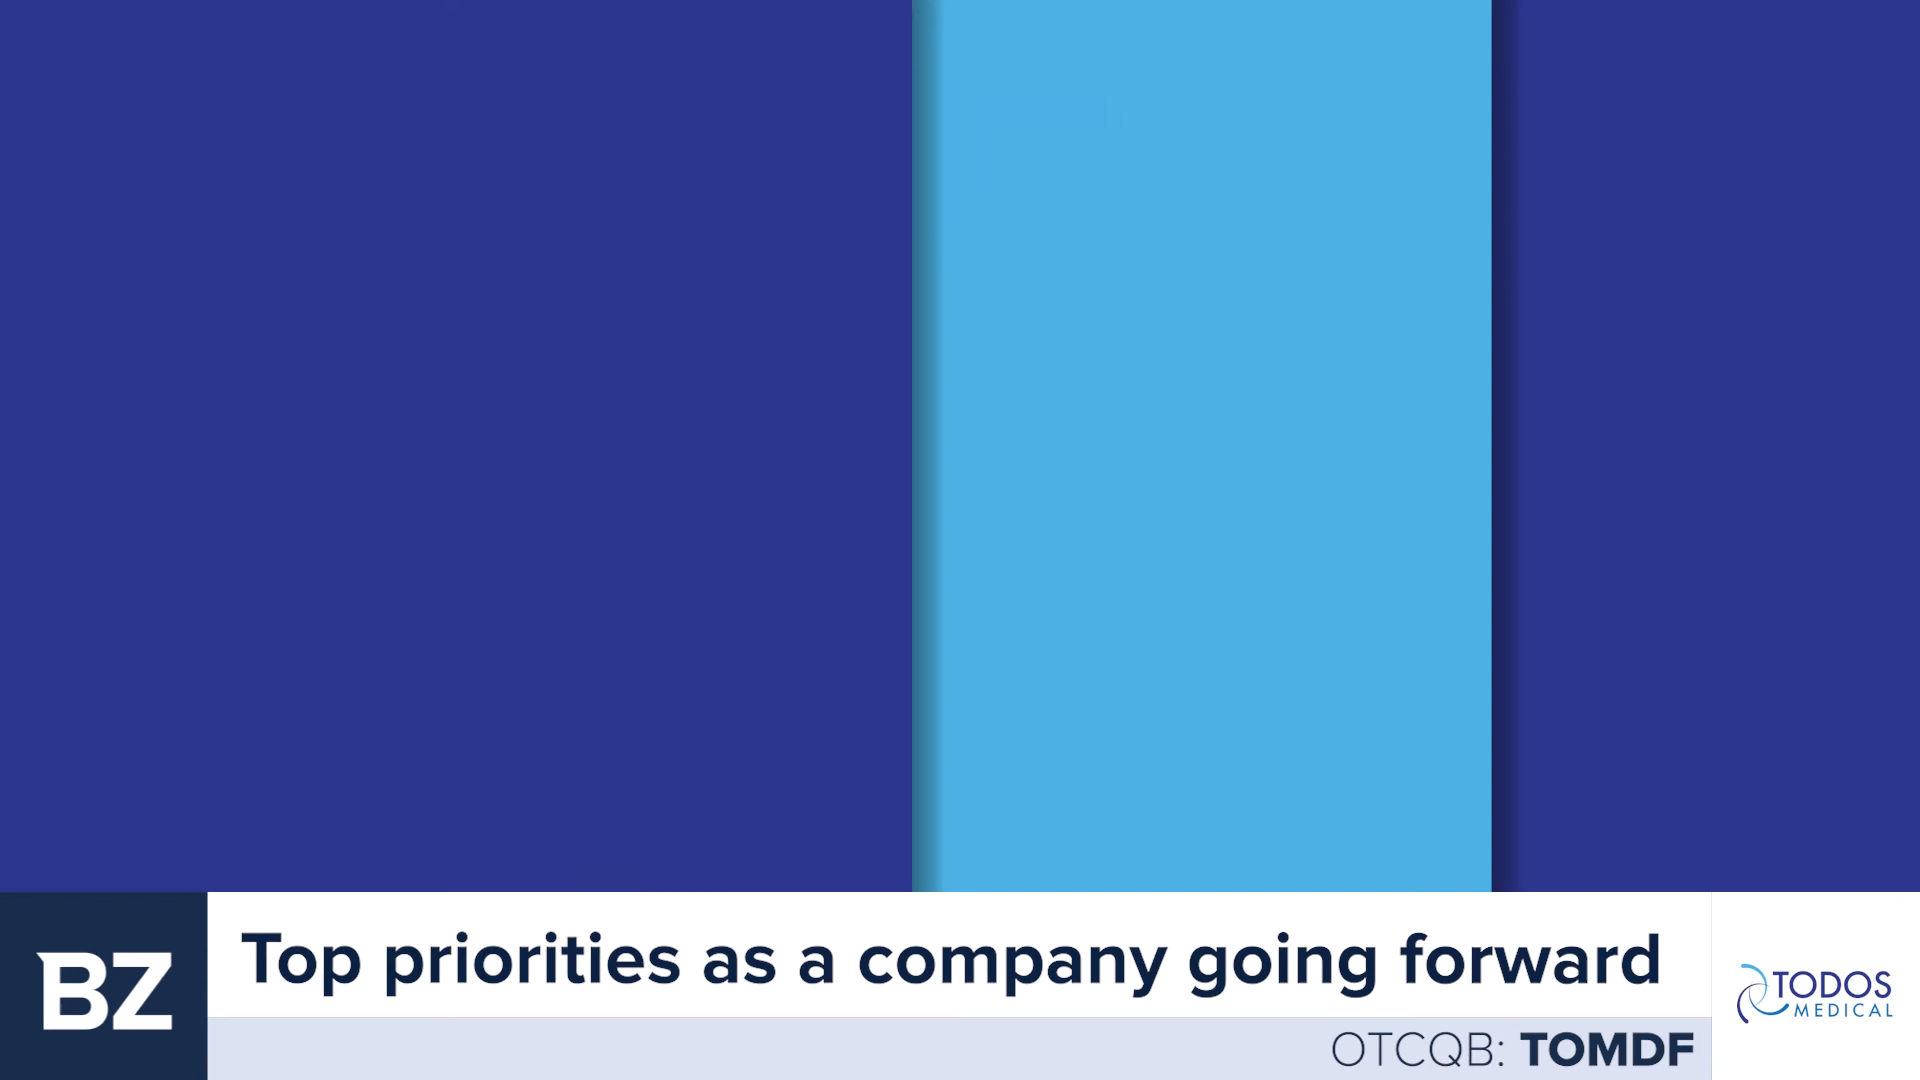 BZ
Top priorities as a company going forward
OTCQB: TOMDF
TODOS
MEDICAL